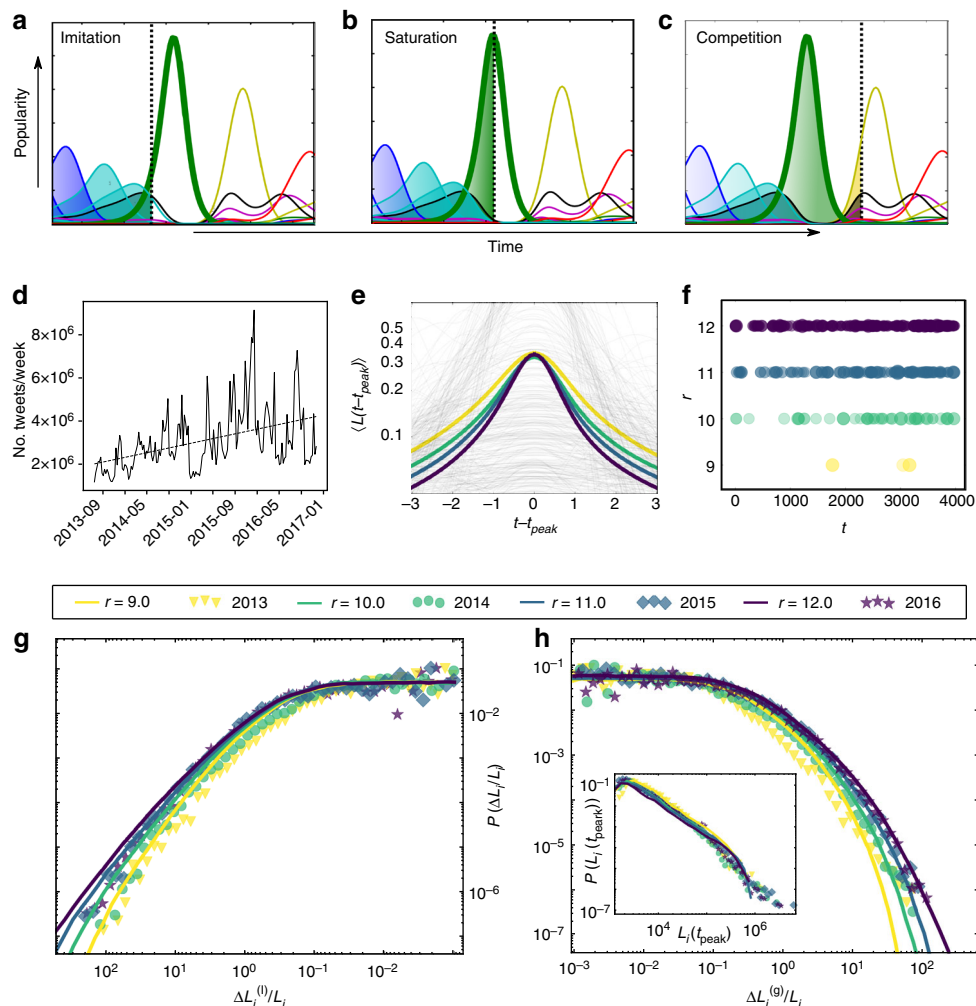 a
b
c
Imitation
Saturation
Competition
Popularity
Time
d
e
f
No. tweets/week
8×10⁶
6×10⁶
4×10⁶
2×10⁶
2013-09
2014-05
2015-01
2015-09
2016-05
2017-01
⟨L(t−t_peak)⟩
0.5
0.4
0.3
0.2
0.1
−3 −2 −1 0 1 2 3
t−t_peak
r
12
11
10
9
0 1000 2000 3000 4000
t
r = 9.0 2013 r = 10.0 2014 r = 11.0 2015 r = 12.0 2016
g
h
10⁻²
10⁻⁶
P (ΔL_i/L_i)
10² 10¹ 10⁰ 10⁻¹ 10⁻²
ΔL_i⁽ˡ⁾/L_i
10⁻¹
10⁻³
10⁻⁵
10⁻⁷
P (L_i (t_peak))
10⁻¹
10⁻⁷
10⁴ 10⁶
L_i (t_peak)
10⁻³ 10⁻² 10⁻¹ 10⁰ 10¹ 10²
ΔL_i⁽ᵍ⁾/L_i